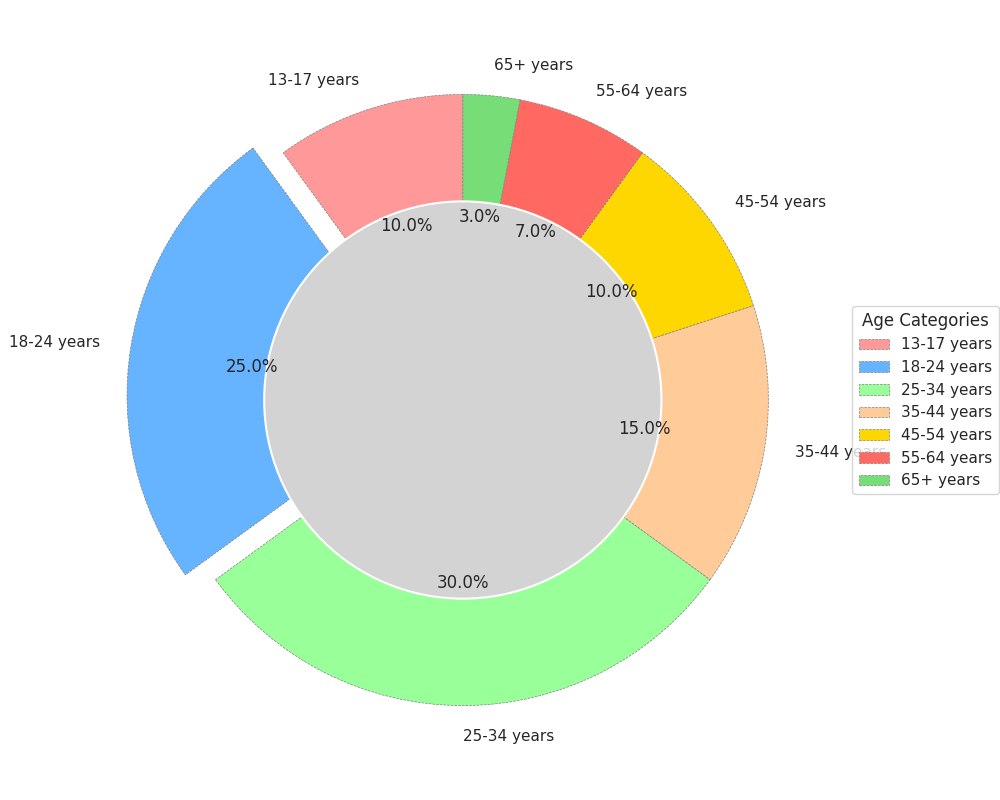 65+ years
13-17 years
55-64 years
45-54 years
3.0%
10.0%
7.0%
10.0%
Age Categories
13-17 years
18-24 years
25-34 years
35-44 years
45-54 years
55-64 years
65+ years
18-24 years
25.0%
15.0%
35-44 years
30.0%
25-34 years